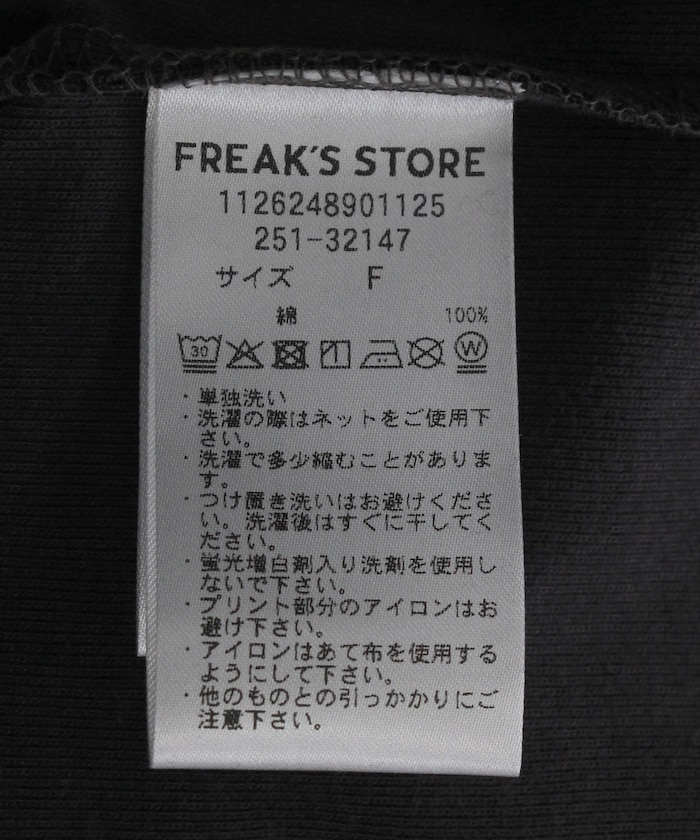 FREAK'S STORE
1126248901125
251-32147
サイズ F
綿 100%
30 W
・単独洗い
・洗濯の際はネットをご使用下
さい。
・洗濯で多少縮むことがありま
す。
・つけ置き洗いはお避けくださ
い。洗濯後はすぐに干してく
ださい。
・蛍光増白剤入り洗剤を使用し
ないで下さい。
・プリント部分のアイロンはお
避け下さい。
・アイロンはあて布を使用する
ようにして下さい。
・他のものとの引っかかりにご
注意下さい。